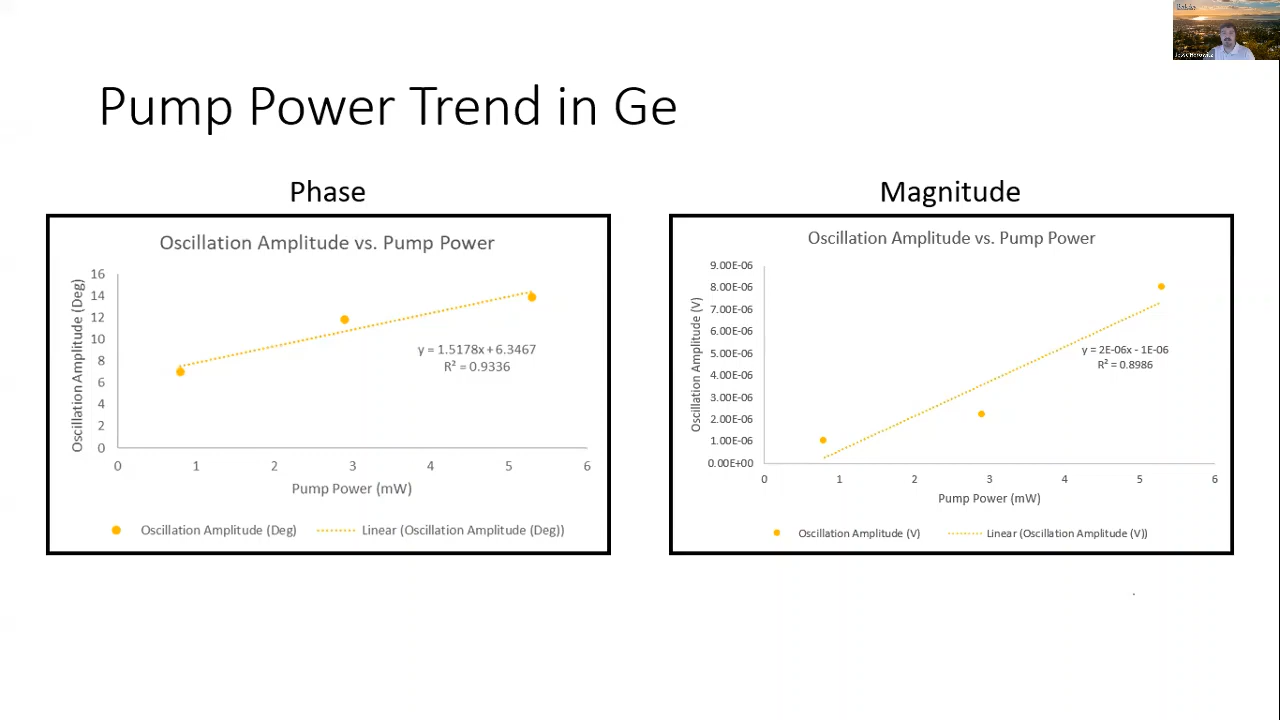 Pump Power Trend in Ge
Phase
Oscillation Amplitude vs. Pump Power
Oscillation Amplitude (Deg)
16
14
12
10
8
6
4
2
0
y = 1.5178x + 6.3467
R² = 0.9336
0 1 2 3 4 5 6
Pump Power (mW)
Oscillation Amplitude (Deg) Linear (Oscillation Amplitude (Deg))
Magnitude
Oscillation Amplitude vs. Pump Power
Oscillation Amplitude (V)
9.00E-06
8.00E-06
7.00E-06
6.00E-06
5.00E-06
4.00E-06
3.00E-06
2.00E-06
1.00E-06
0.00E+00
y = 2E-06x - 1E-06
R² = 0.8986
0 1 2 3 4 5 6
Pump Power (mW)
Oscillation Amplitude (V) Linear (Oscillation Amplitude (V))
Jesse Horowitz